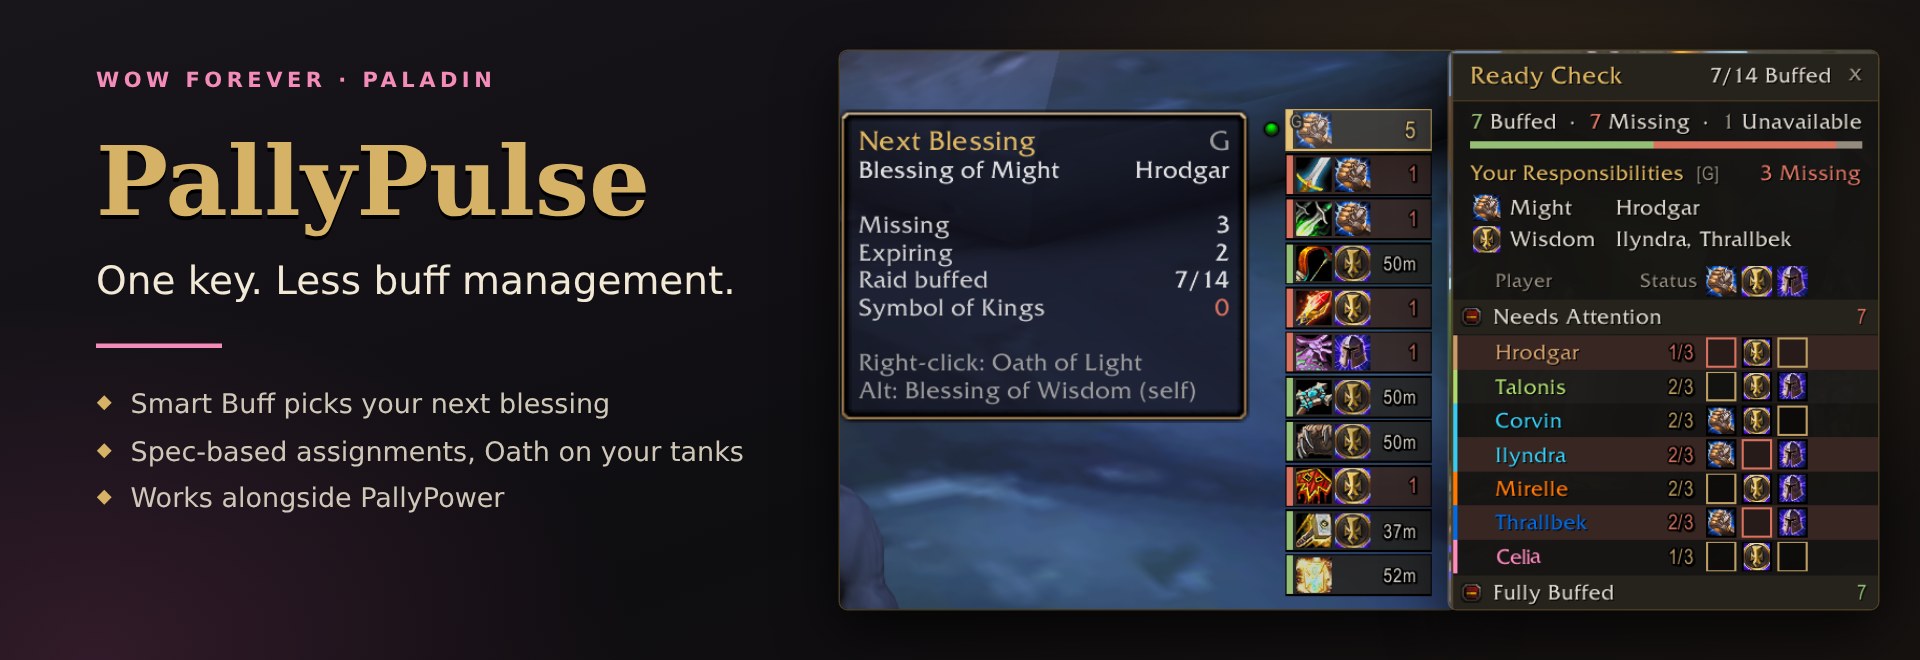 WOW FOREVER · PALADIN
PallyPulse
One key. Less buff management.
Smart Buff picks your next blessing
Spec-based assignments, Oath on your tanks
Works alongside PallyPower
Next Blessing G
Blessing of Might Hrodgar
Missing 3
Expiring 2
Raid buffed 7/14
Symbol of Kings 0
Right-click: Oath of Light
Alt: Blessing of Wisdom (self)
G 5
1
1
50m
1
1
50m
50m
1
37m
52m
Ready Check 7/14 Buffed X
7 Buffed · 7 Missing · 1 Unavailable
Your Responsibilities [G] 3 Missing
Might Hrodgar
Wisdom Ilyndra, Thrallbek
Player Status
Needs Attention 7
Hrodgar 1/3
Talonis 2/3
Corvin 2/3
Ilyndra 2/3
Mirelle 2/3
Thrallbek 2/3
Celia 1/3
Fully Buffed 7